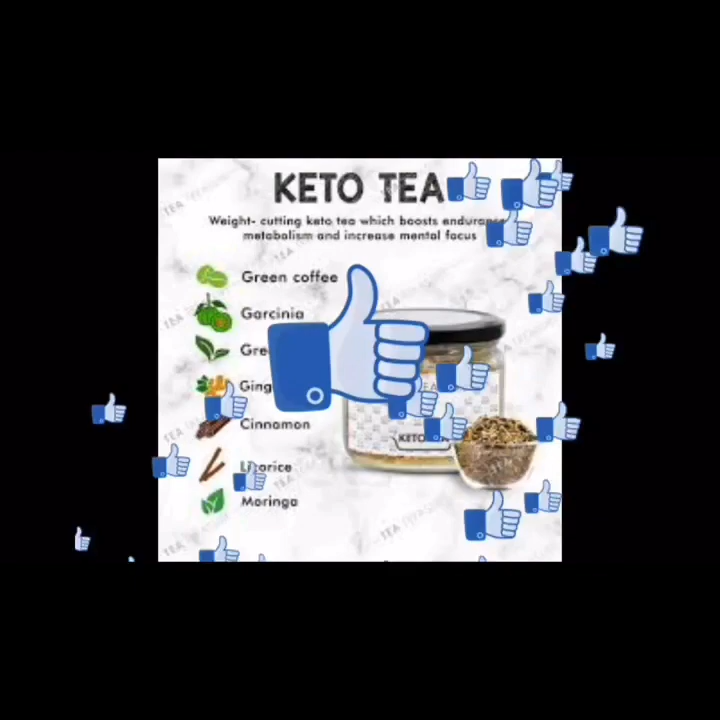 KETO TEA
Weight- cutting keto tea which boosts endurance
metabolism and increase mental focus
Green coffee
Garcinia
Gre
Ging
Cinnamon
Licorice
Moringa
KETO